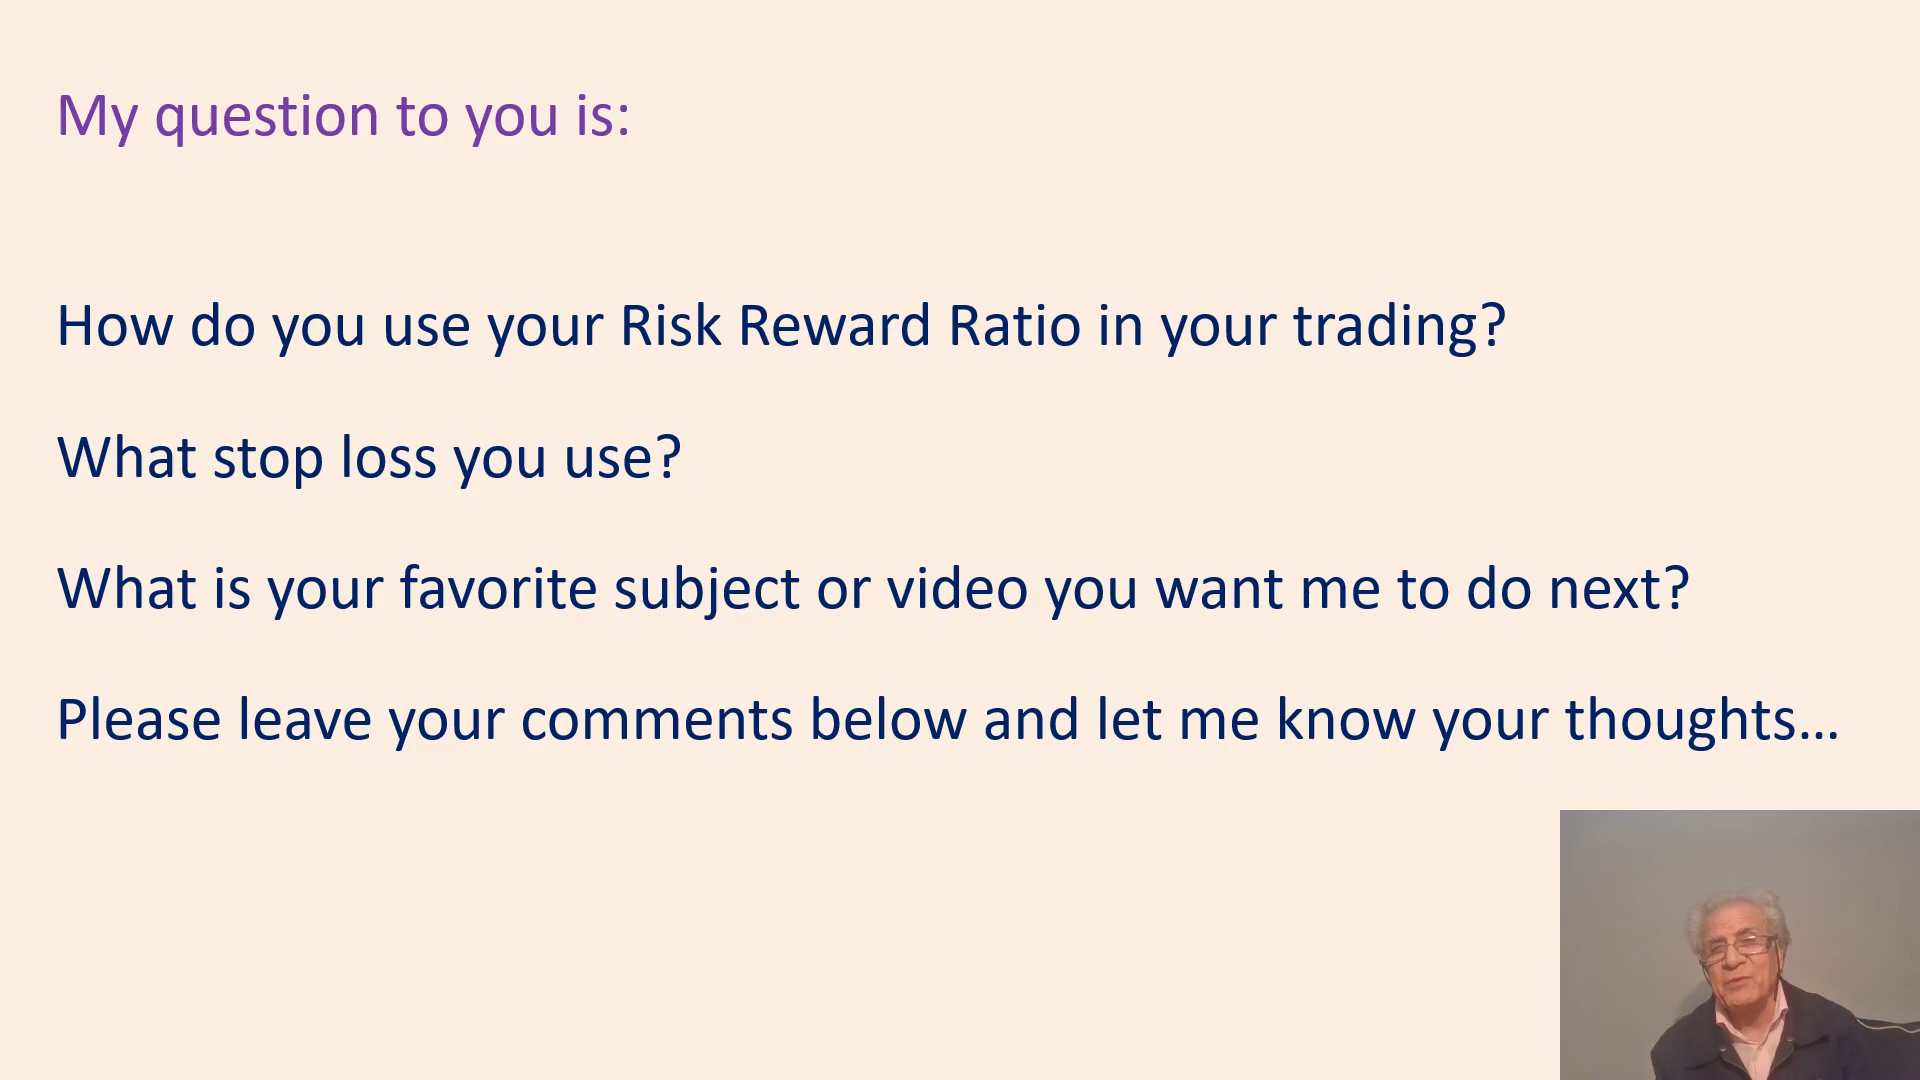 My question to you is:
How do you use your Risk Reward Ratio in your trading?
What stop loss you use?
What is your favorite subject or video you want me to do next?
Please leave your comments below and let me know your thoughts…